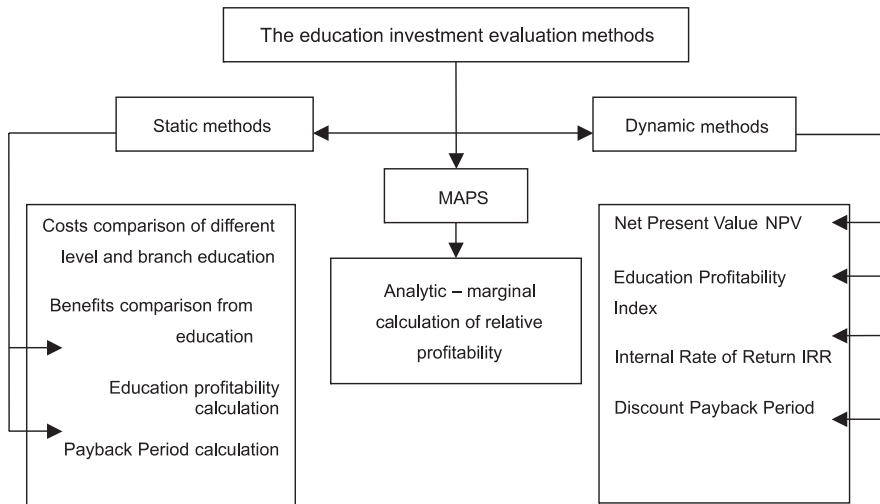 The education investment evaluation methods
Static methods
Dynamic methods
MAPS
Costs comparison of different
level and branch education
Benefits comparison from
education
Education profitability
calculation
Payback Period calculation
Analytic – marginal
calculation of relative
profitability
Net Present Value NPV
Education Profitability
Index
Internal Rate of Return IRR
Discount Payback Period